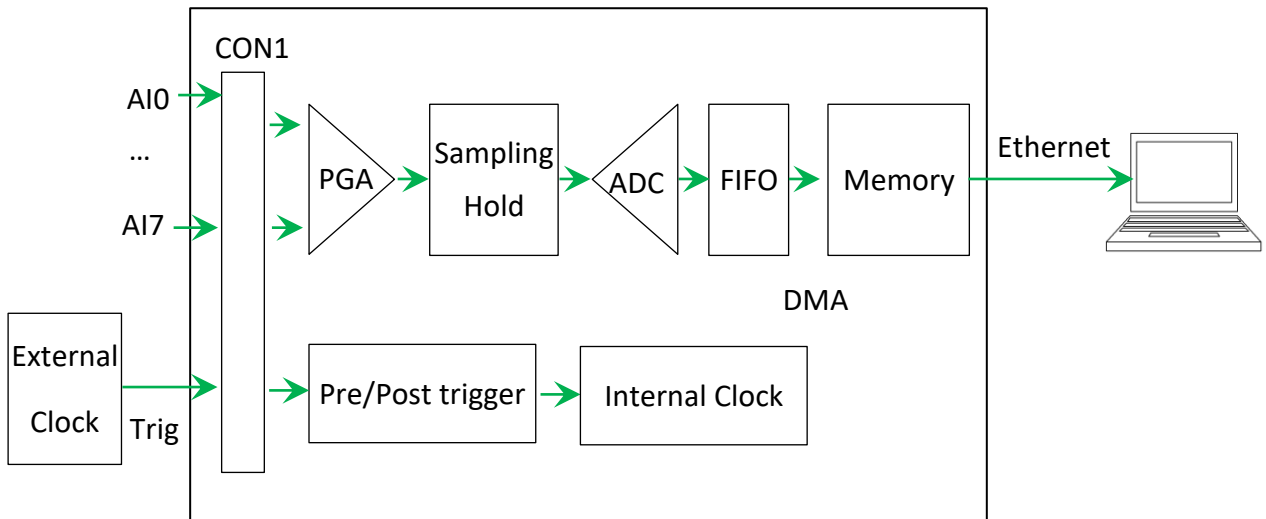 CON1
AI0
...
AI7
PGA
Sampling
Hold
ADC
FIFO
Memory
Ethernet
DMA
External
Clock
Trig
Pre/Post trigger
Internal Clock